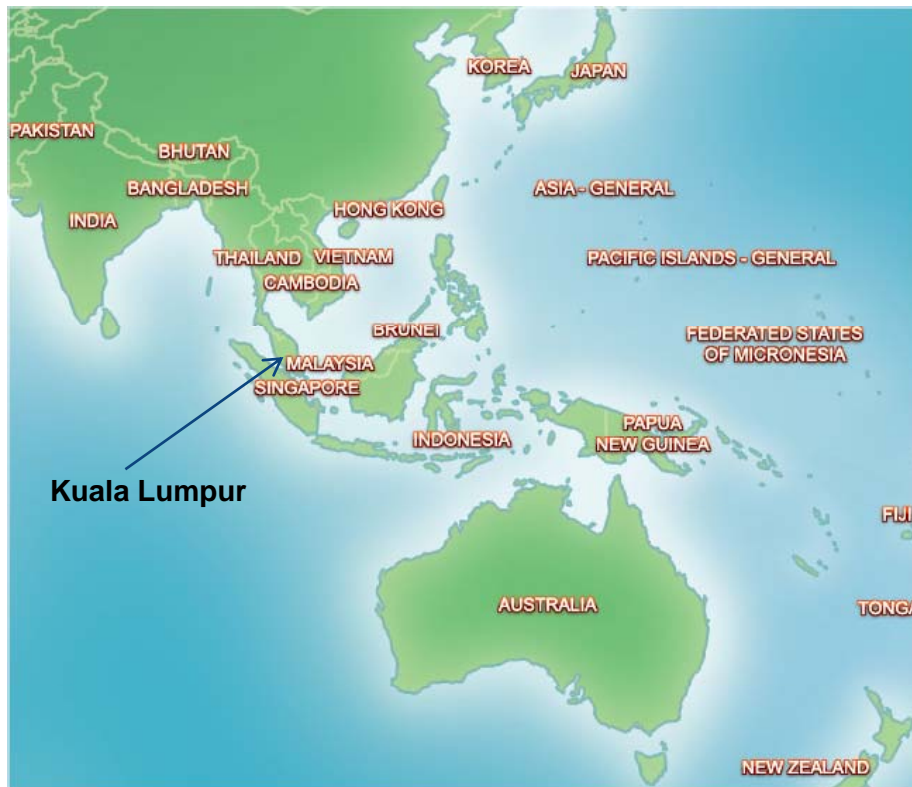 KOREA
JAPAN
PAKISTAN
BHUTAN
BANGLADESH
ASIA - GENERAL
HONG KONG
INDIA
THAILAND
VIETNAM
PACIFIC ISLANDS - GENERAL
CAMBODIA
BRUNEI
FEDERATED STATES
OF MICRONESIA
MALAYSIA
SINGAPORE
PAPUA
NEW GUINEA
INDONESIA
Kuala Lumpur
FIJI
AUSTRALIA
TONGA
NEW ZEALAND